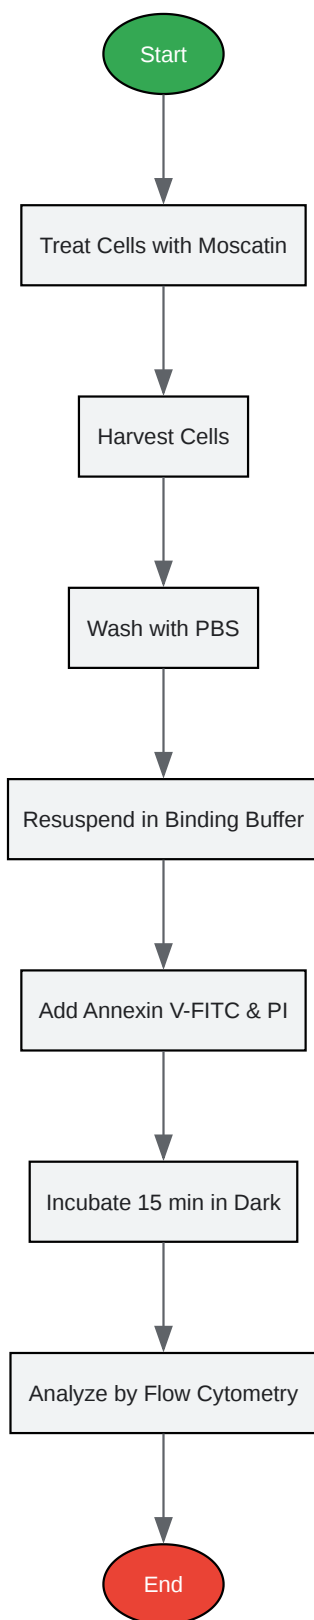 Start
Treat Cells with Moscatin
Harvest Cells
Wash with PBS
Resuspend in Binding Buffer
Add Annexin V-FITC & PI
Incubate 15 min in Dark
Analyze by Flow Cytometry
End